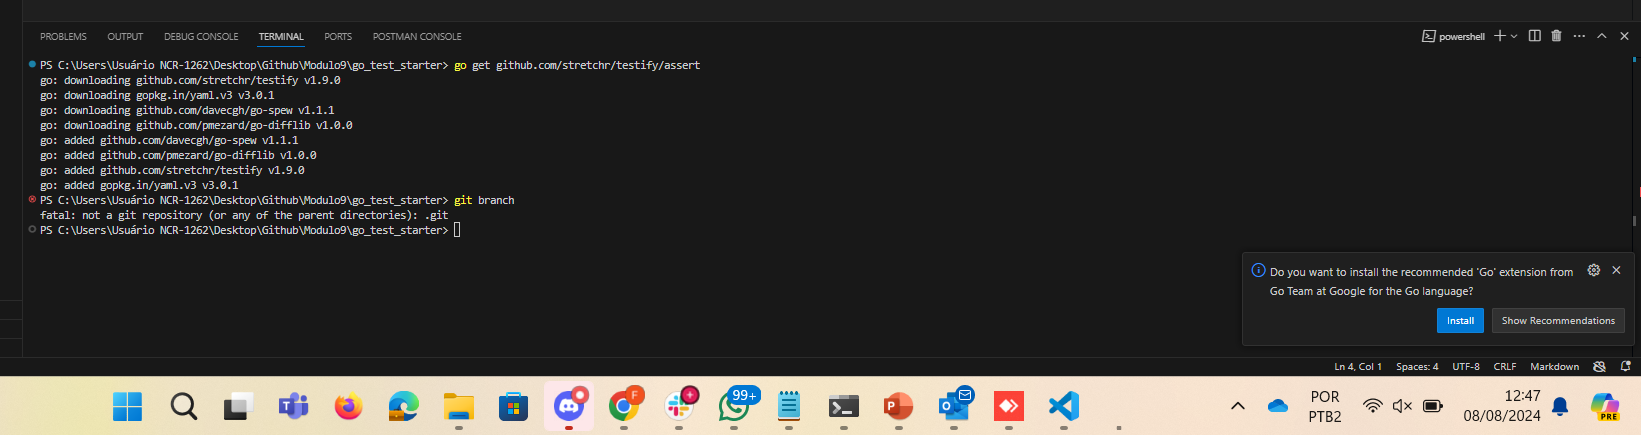 PROBLEMS OUTPUT DEBUG CONSOLE TERMINAL PORTS POSTMAN CONSOLE powershell
PS C:\Users\Usuário NCR-1262\Desktop\Github\Modulo9\go_test_starter> go get github.com/stretchr/testify/assert
go: downloading github.com/stretchr/testify v1.9.0
go: downloading gopkg.in/yaml.v3 v3.0.1
go: downloading github.com/davecgh/go-spew v1.1.1
go: downloading github.com/pmezard/go-difflib v1.0.0
go: added github.com/davecgh/go-spew v1.1.1
go: added github.com/pmezard/go-difflib v1.0.0
go: added github.com/stretchr/testify v1.9.0
go: added gopkg.in/yaml.v3 v3.0.1
PS C:\Users\Usuário NCR-1262\Desktop\Github\Modulo9\go_test_starter> git branch
fatal: not a git repository (or any of the parent directories): .git
PS C:\Users\Usuário NCR-1262\Desktop\Github\Modulo9\go_test_starter>
Do you want to install the recommended 'Go' extension from
Go Team at Google for the Go language?
Install Show Recommendations
Ln 4, Col 1 Spaces: 4 UTF-8 CRLF Markdown
F 99+
POR
PTB2
12:47
08/08/2024
PRE